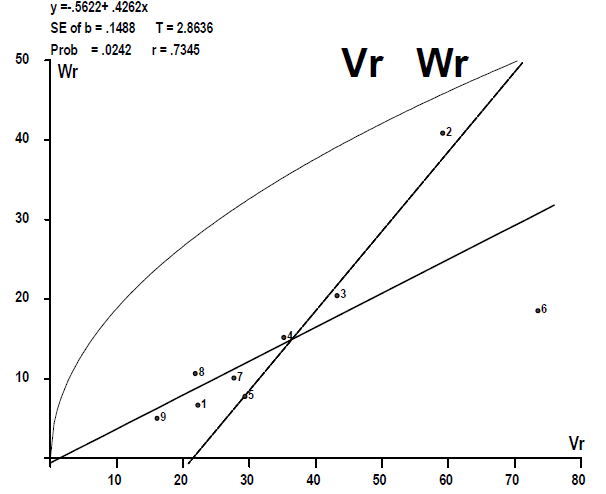 y =-.5622+ .4262x
SE of b = .1488 T = 2.8636
Prob = .0242 r = .7345
Vr Wr
50
Wr
40
2
30
20
3
6
4
10
8
7
5
1
9
Vr
10 20 30 40 50 60 70 80